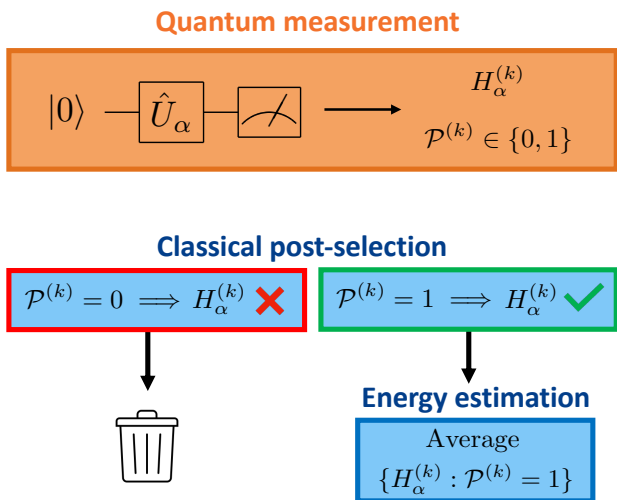 Quantum measurement
|0⟩ Û_α H_α^{(k)}
𝒫^{(k)} ∈ {0, 1}
Classical post-selection
𝒫^{(k)} = 0 ⟹ H_α^{(k)} ❌
𝒫^{(k)} = 1 ⟹ H_α^{(k)} ✓
Energy estimation
Average
{H_α^{(k)} : 𝒫^{(k)} = 1}